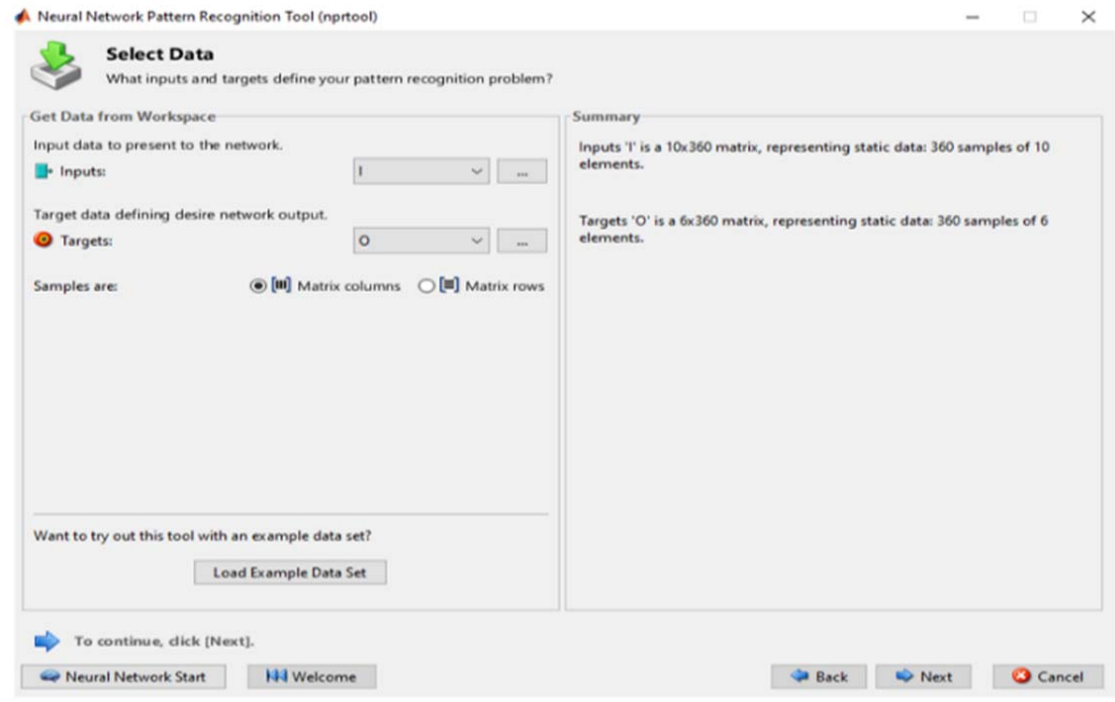 Neural Network Pattern Recognition Tool (nprtool)
Select Data
What inputs and targets define your pattern recognition problem?
Get Data from Workspace
Input data to present to the network.
Inputs:
I
...
Target data defining desire network output.
Targets:
O
...
Samples are:
Matrix columns
Matrix rows
Want to try out this tool with an example data set?
Load Example Data Set
Summary
Inputs 'I' is a 10x360 matrix, representing static data: 360 samples of 10
elements.
Targets 'O' is a 6x360 matrix, representing static data: 360 samples of 6
elements.
To continue, click [Next].
Neural Network Start
Welcome
Back
Next
Cancel